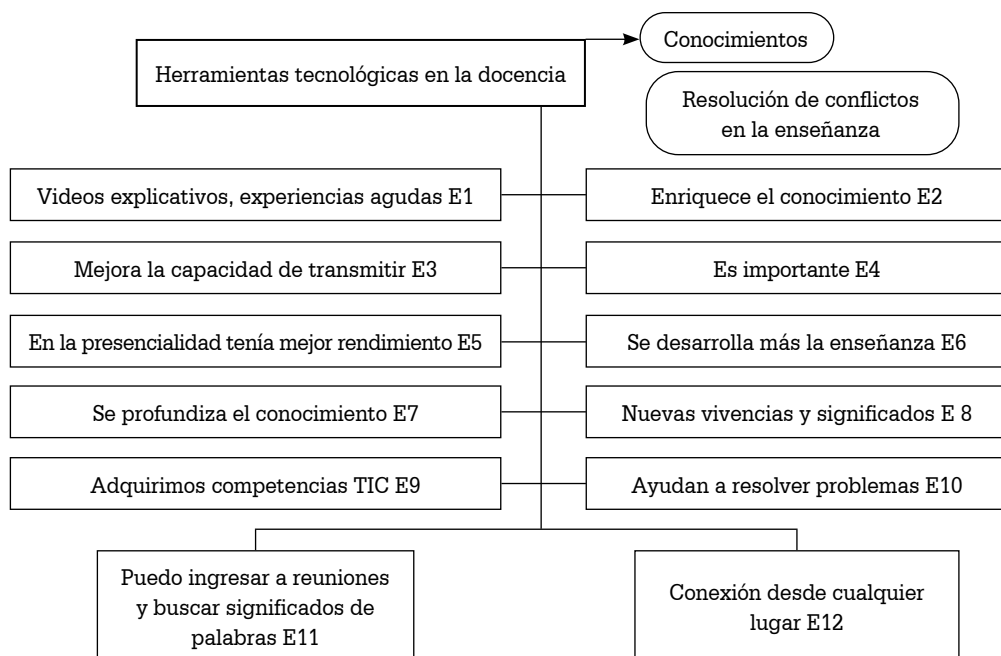 Conocimientos
Herramientas tecnológicas en la docencia
Resolución de conflictos
en la enseñanza
Videos explicativos, experiencias agudas E1
Enriquece el conocimiento E2
Mejora la capacidad de transmitir E3
Es importante E4
En la presencialidad tenía mejor rendimiento E5
Se desarrolla más la enseñanza E6
Se profundiza el conocimiento E7
Nuevas vivencias y significados E 8
Adquirimos competencias TIC E9
Ayudan a resolver problemas E10
Puedo ingresar a reuniones
y buscar significados de
palabras E11
Conexión desde cualquier
lugar E12